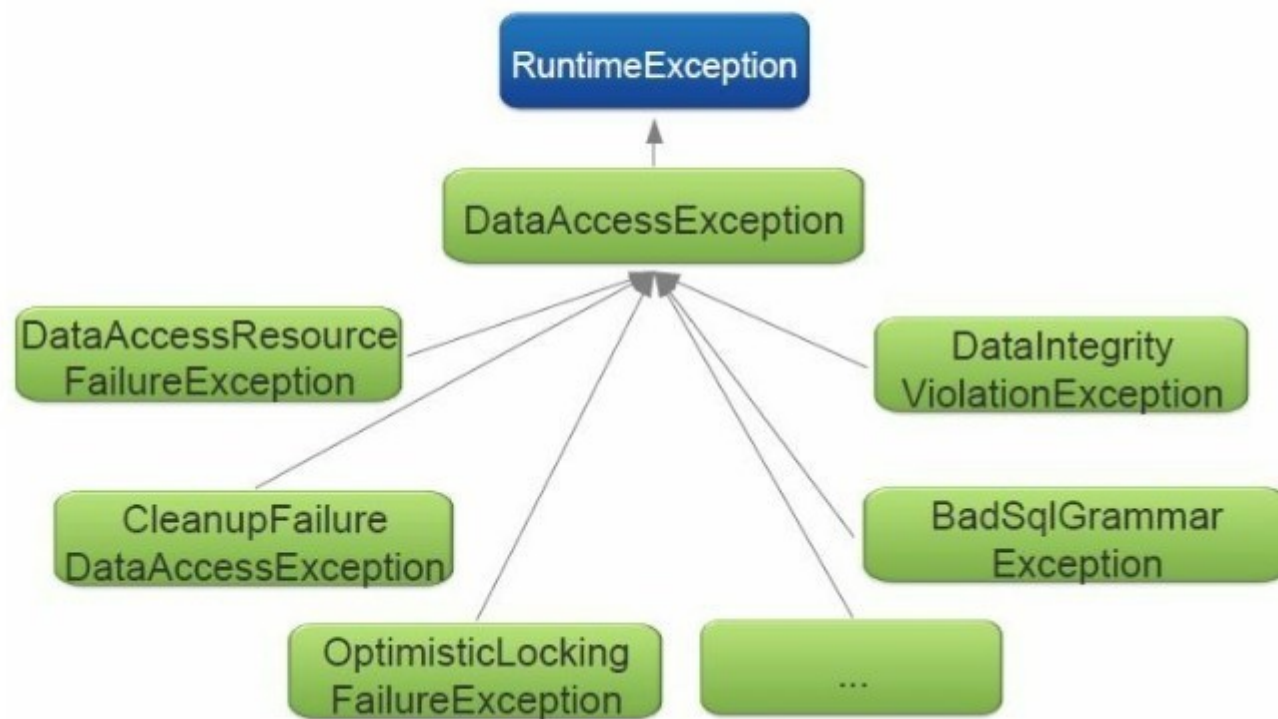 RuntimeException
DataAccessException
DataAccessResource
FailureException
DataIntegrity
ViolationException
CleanupFailure
DataAccessException
BadSqlGrammar
Exception
OptimisticLocking
FailureException
...